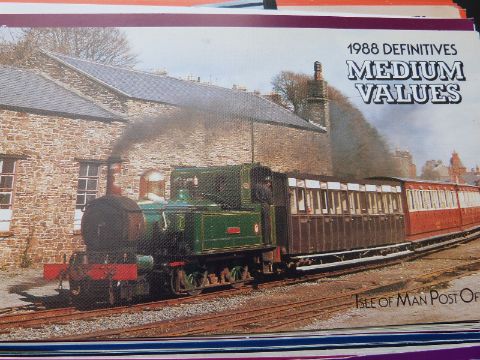 1988 DEFINITIVES
MEDIUM
VALUES
ISLE OF MAN POST OF